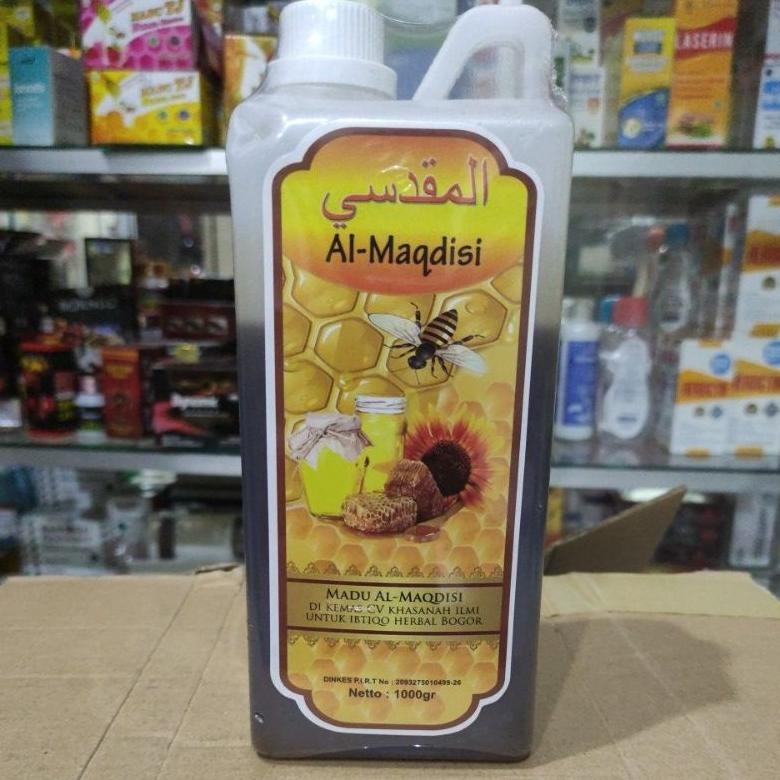 LASERIN
المقدسي
Al-Maqdisi
MADU AL-MAQDISI
DI KEMAS CV KHASANAH ILMI
UNTUK IBTIQO HERBAL BOGOR
DINKES P.I.R.T No : 2093275010499-26
Netto : 1000gr